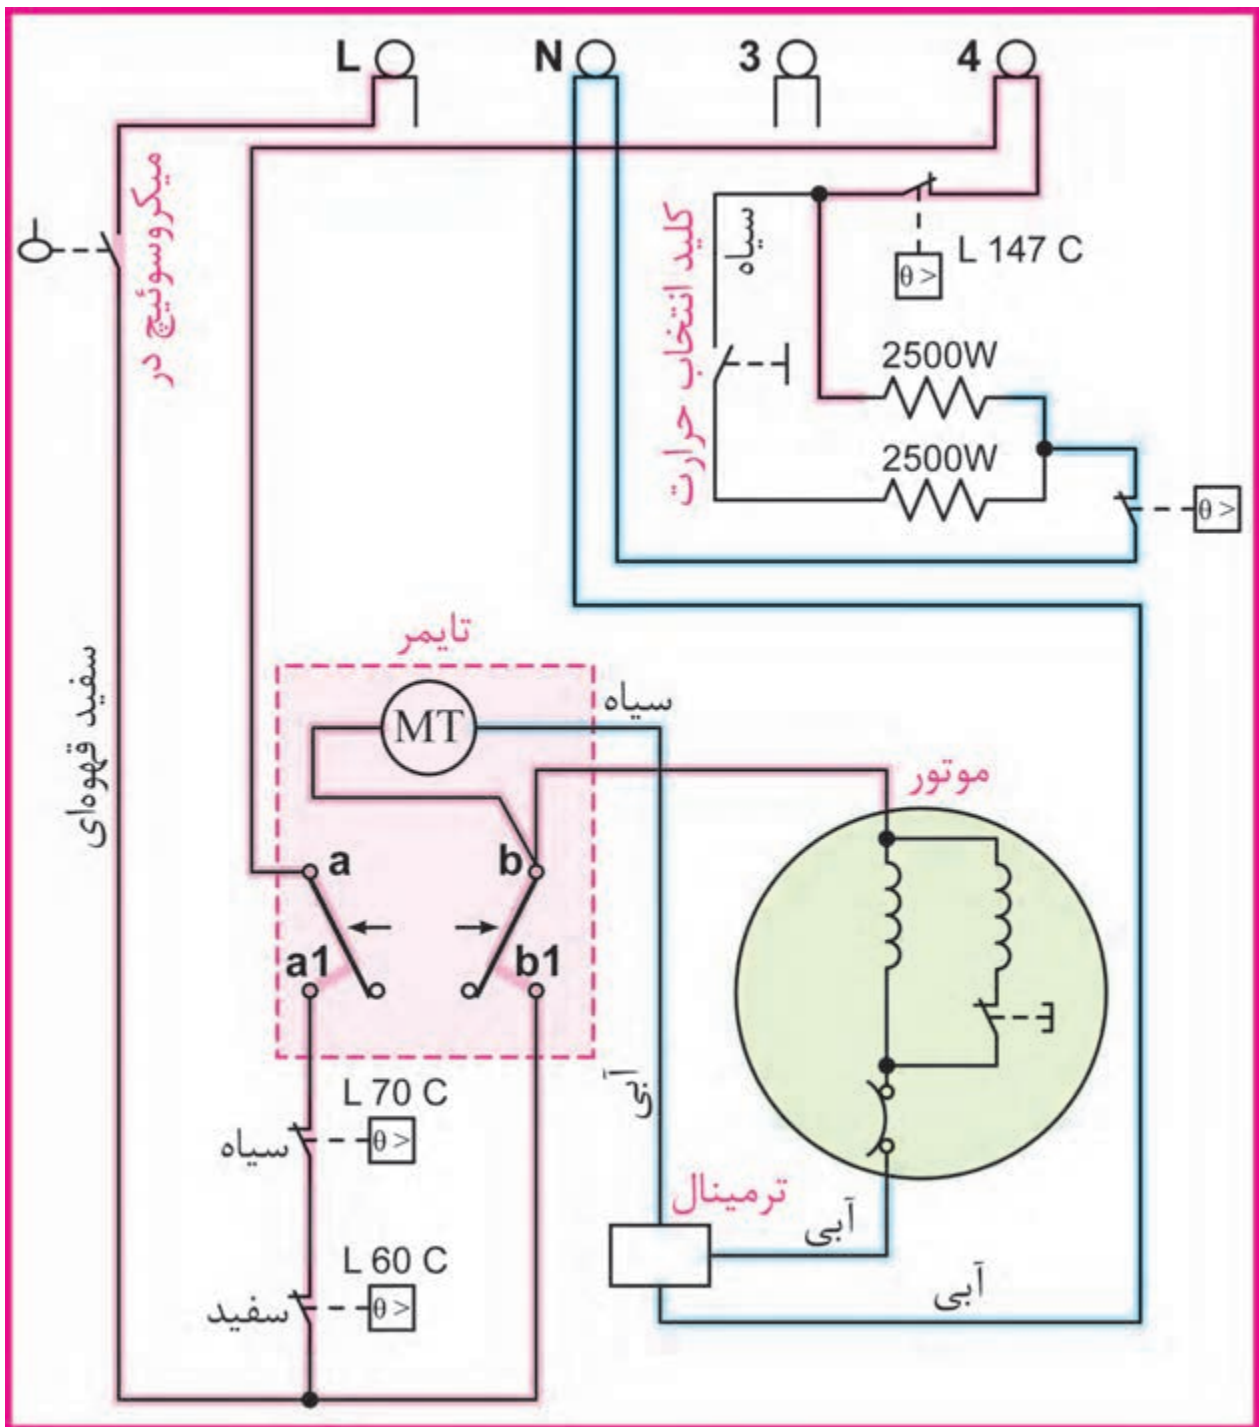 L
N
3
4
میکروسوئیچ در
کلید انتخاب حرارت
سیاه
L 147 C
θ >
2500W
2500W
θ >
سفید قهوه‌ای
تایمر
MT
سیاه
موتور
a
b
a1
b1
آبی
L 70 C
θ >
سیاه
ترمینال
آبی
آبی
L 60 C
θ >
سفید